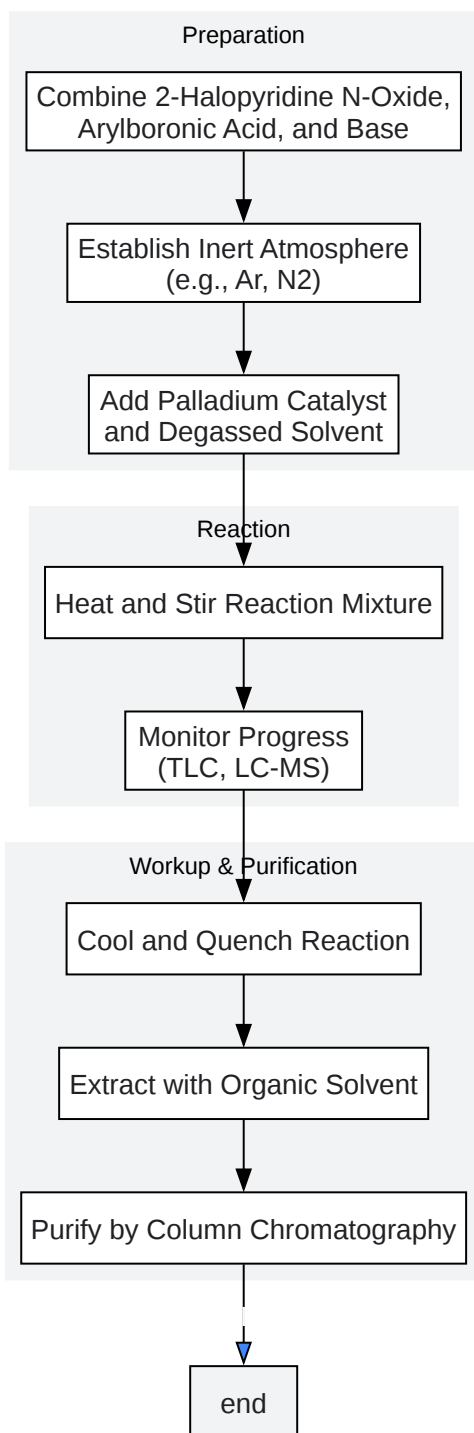 Preparation
Combine 2-Halopyridine N-Oxide,
Arylboronic Acid, and Base
Establish Inert Atmosphere
(e.g., Ar, N2)
Add Palladium Catalyst
and Degassed Solvent
Reaction
Heat and Stir Reaction Mixture
Monitor Progress
(TLC, LC-MS)
Workup & Purification
Cool and Quench Reaction
Extract with Organic Solvent
Purify by Column Chromatography
end